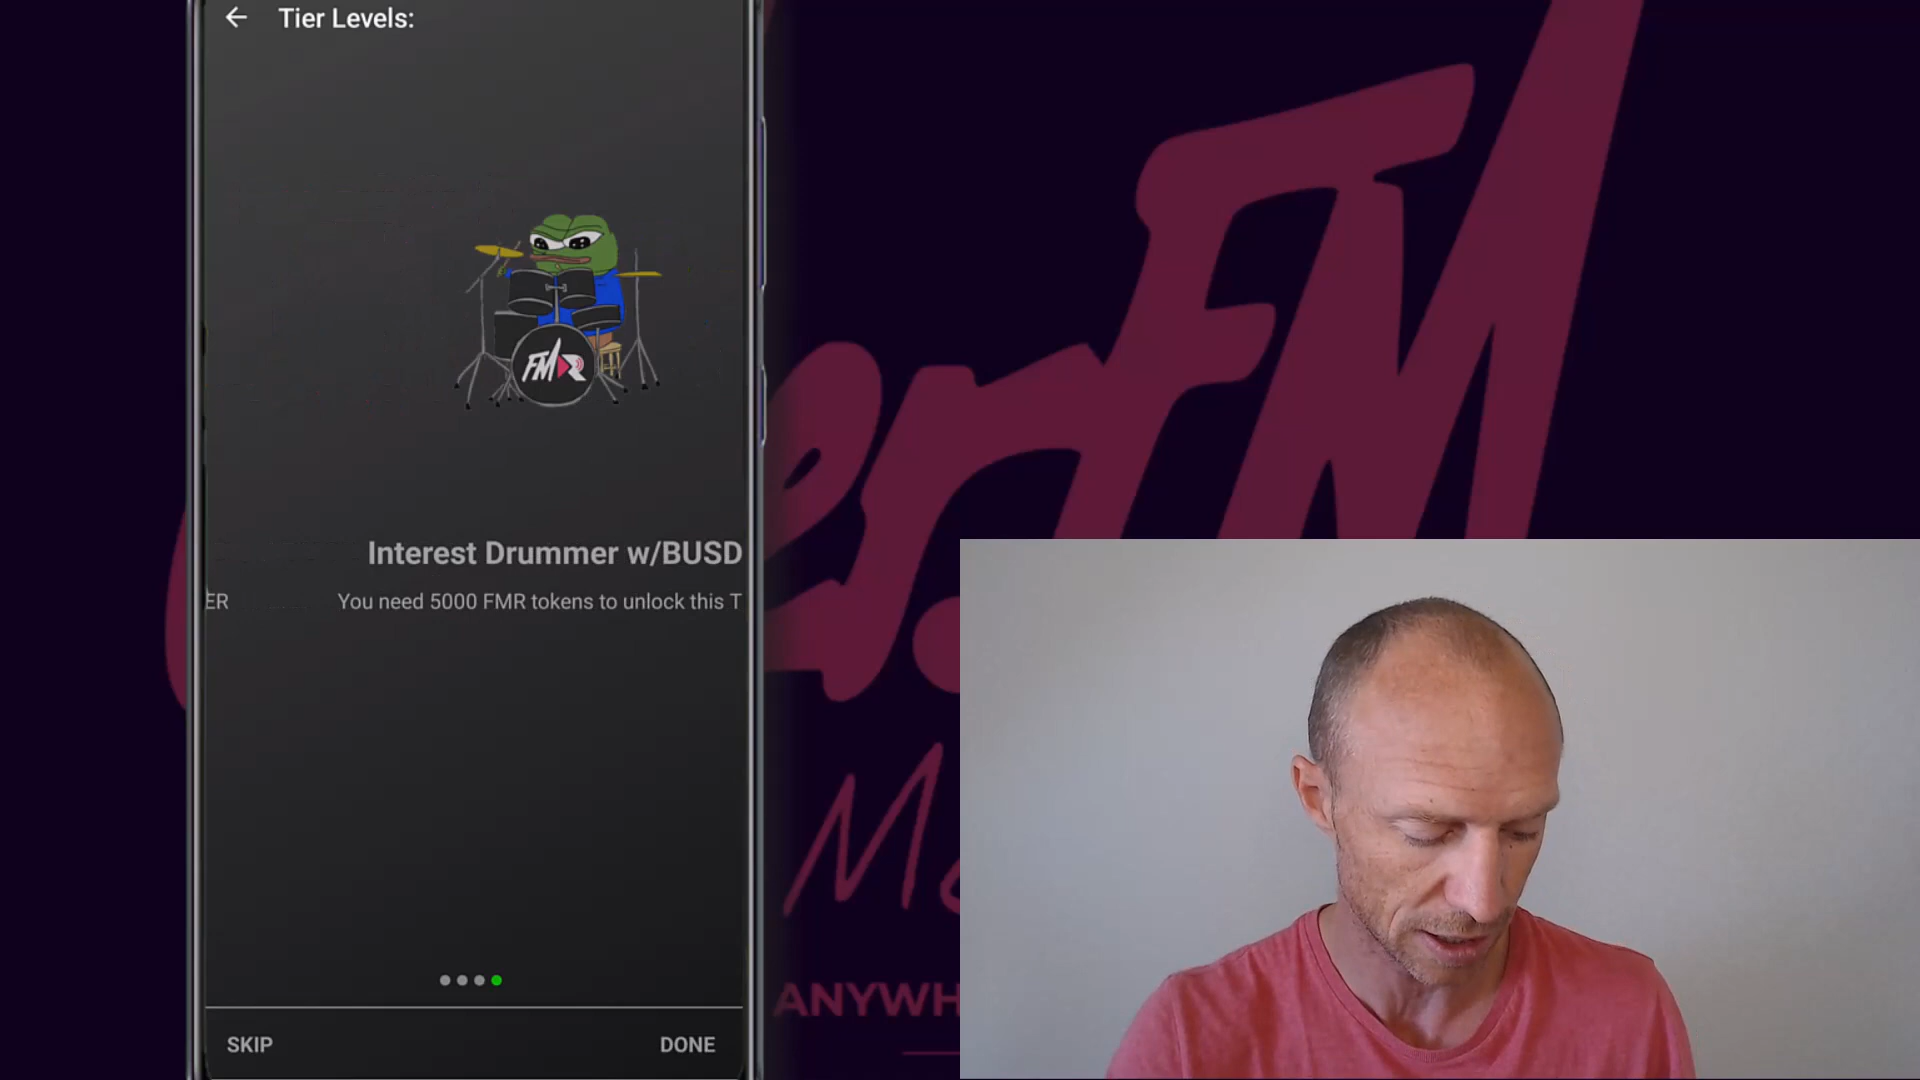 Tier Levels:
FMR
Interest Drummer w/BUSD
ER
You need 5000 FMR tokens to unlock this T
SKIP
DONE
erFM
ANYWH